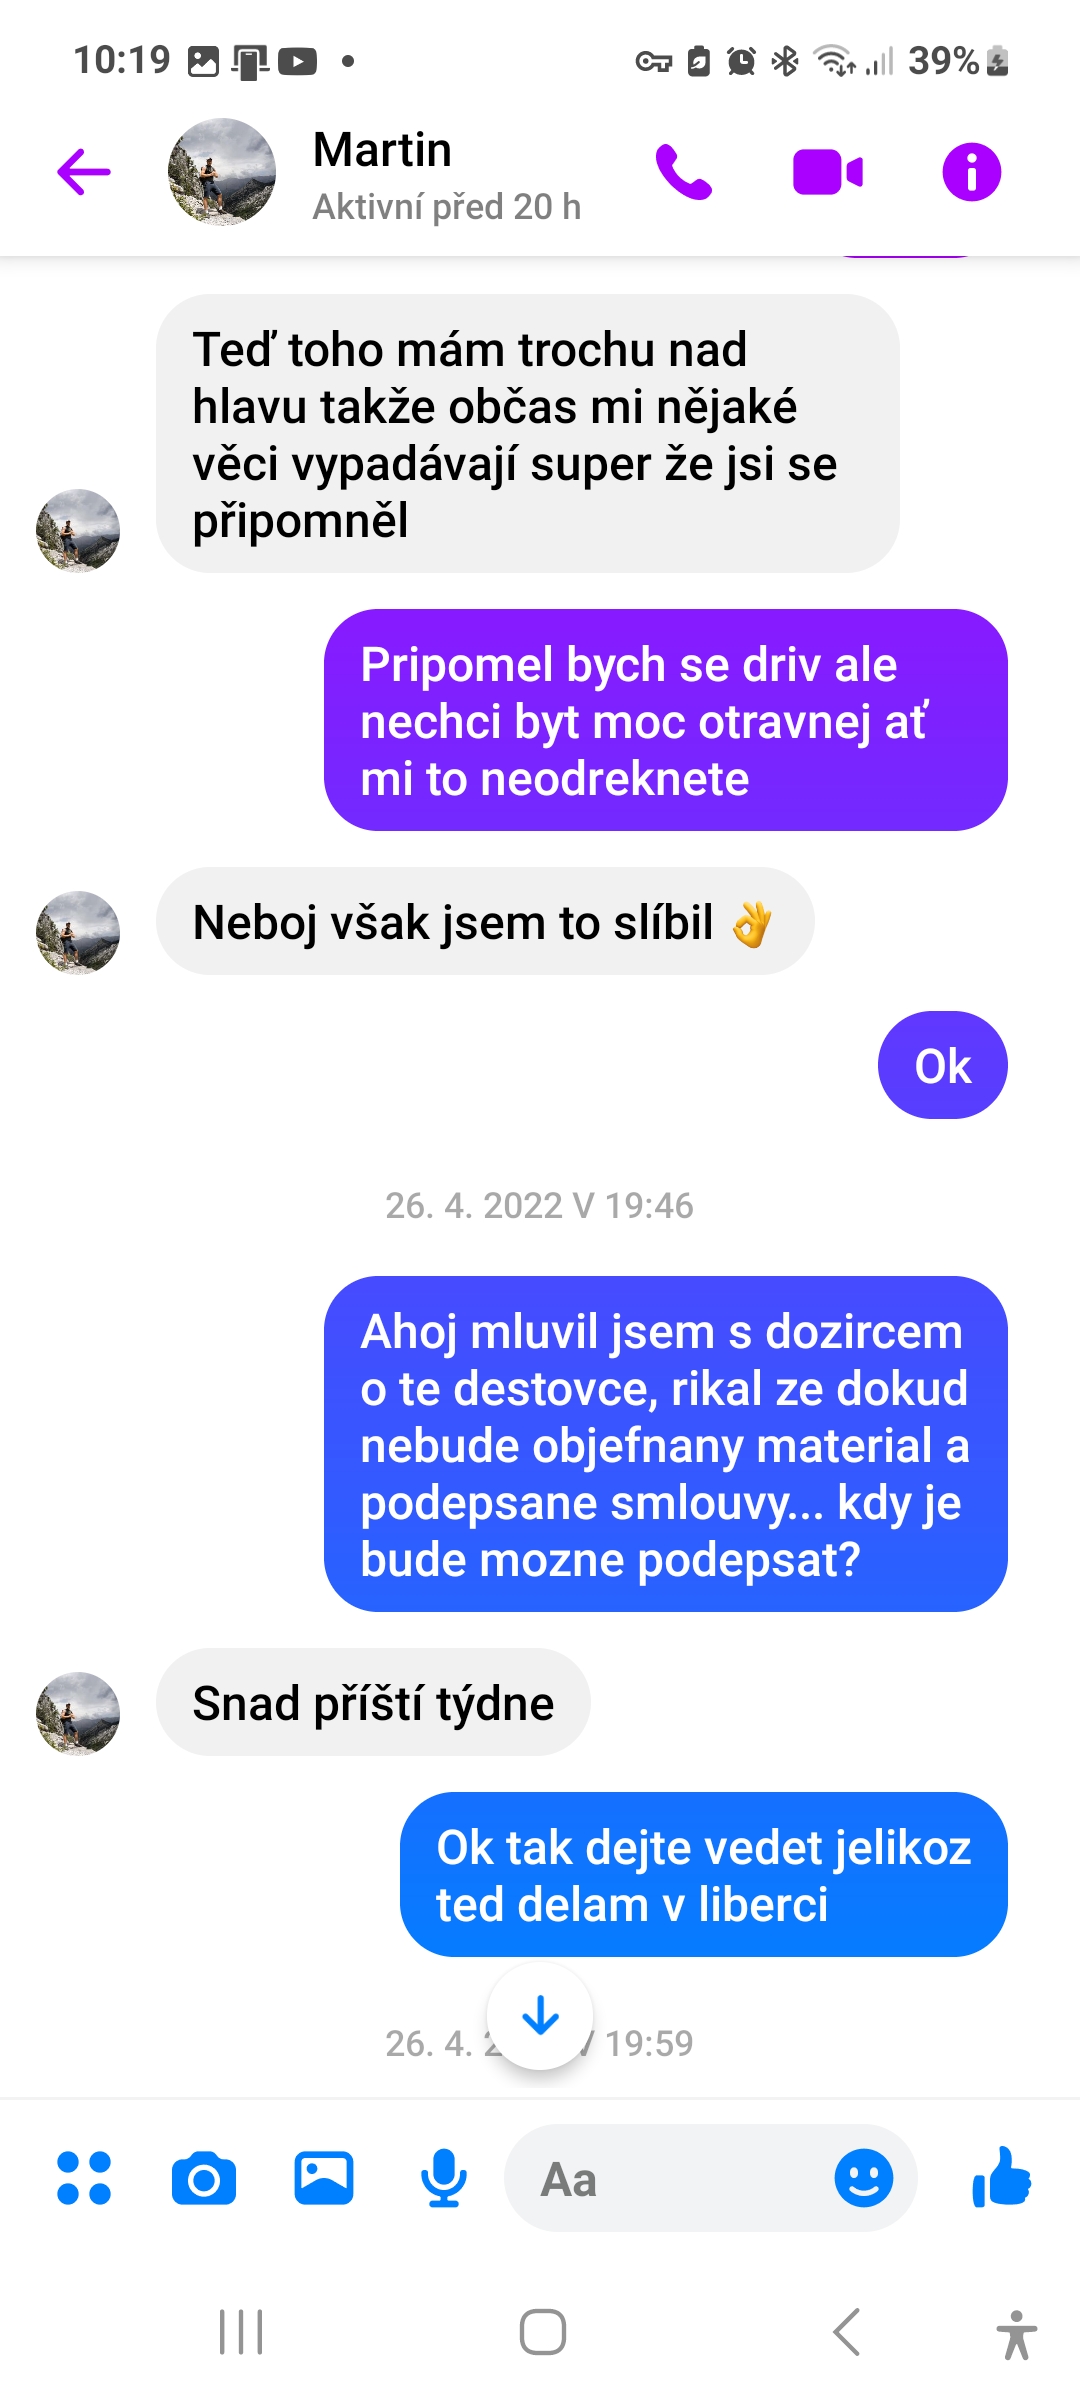 10:19
39%
Martin
Aktivní před 20 h
Teď toho mám trochu nad
hlavu takže občas mi nějaké
věci vypadávají super že jsi se
připomněl
Pripomel bych se driv ale
nechci byt moc otravnej ať
mi to neodreknete
Neboj však jsem to slíbil 👌
Ok
26. 4. 2022 V 19:46
Ahoj mluvil jsem s dozircem
o te destovce, rikal ze dokud
nebude objefnany material a
podepsane smlouvy... kdy je
bude mozne podepsat?
Snad příští týdne
Ok tak dejte vedet jelikoz
ted delam v liberci
26. 4. 19:59
Aa